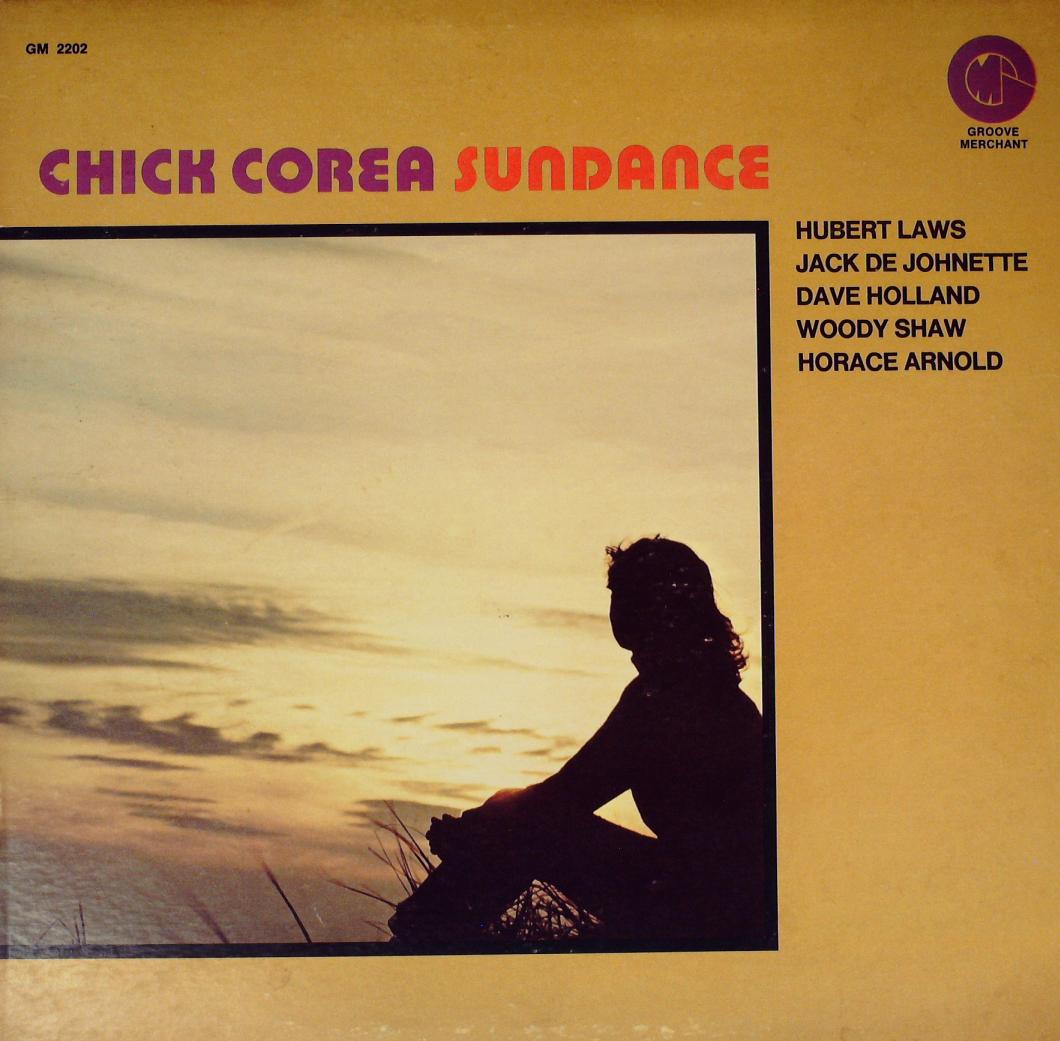 GM 2202
GROOVE
MERCHANT
CHICK COREA SUNDANCE
HUBERT LAWS
JACK DE JOHNETTE
DAVE HOLLAND
WOODY SHAW
HORACE ARNOLD